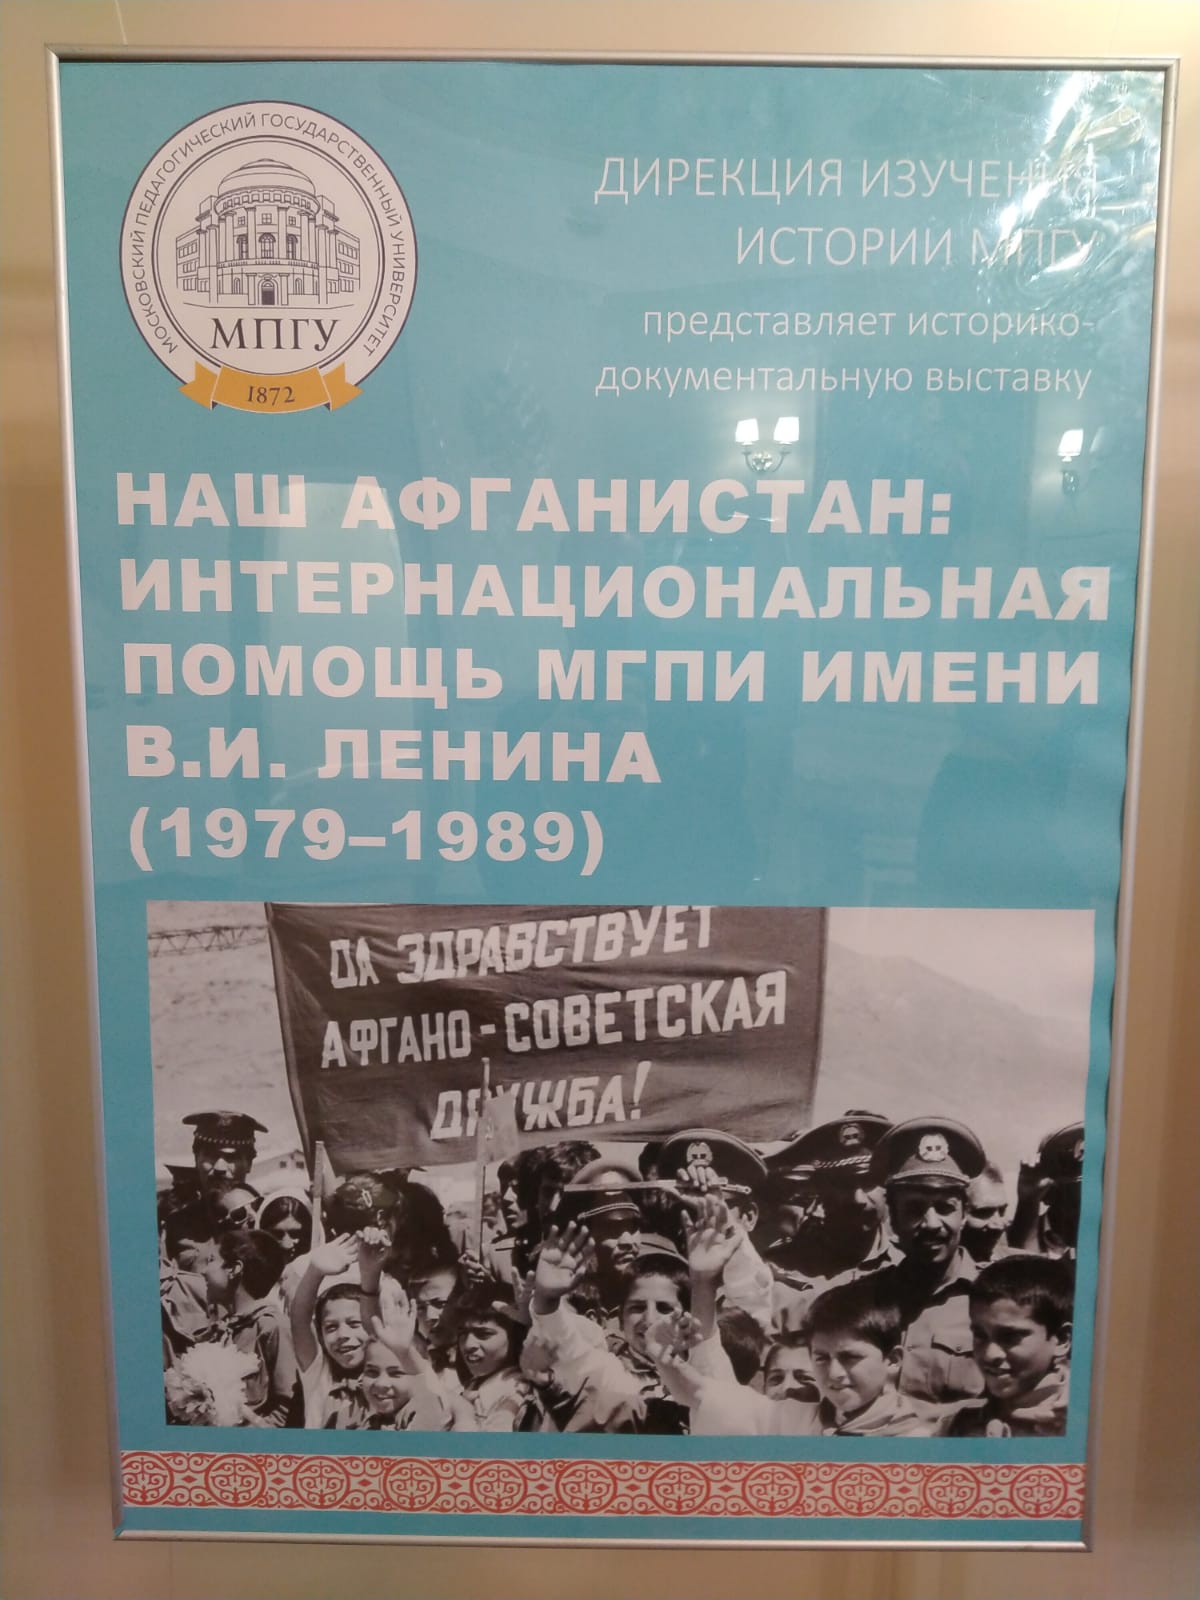 МОСКОВСКИЙ ПЕДАГОГИЧЕСКИЙ ГОСУДАРСТВЕННЫЙ УНИВЕРСИТЕТ
МПГУ
1872
ДИРЕКЦИЯ ИЗУЧЕНИЯ
ИСТОРИИ МПГУ
представляет историко-
документальную выставку
НАШ АФГАНИСТАН:
ИНТЕРНАЦИОНАЛЬНАЯ
ПОМОЩЬ МГПИ ИМЕНИ
В.И. ЛЕНИНА
(1979–1989)
ДА ЗДРАВСТВУЕТ
АФГАНО-СОВЕТСКАЯ
ДРУЖБА!